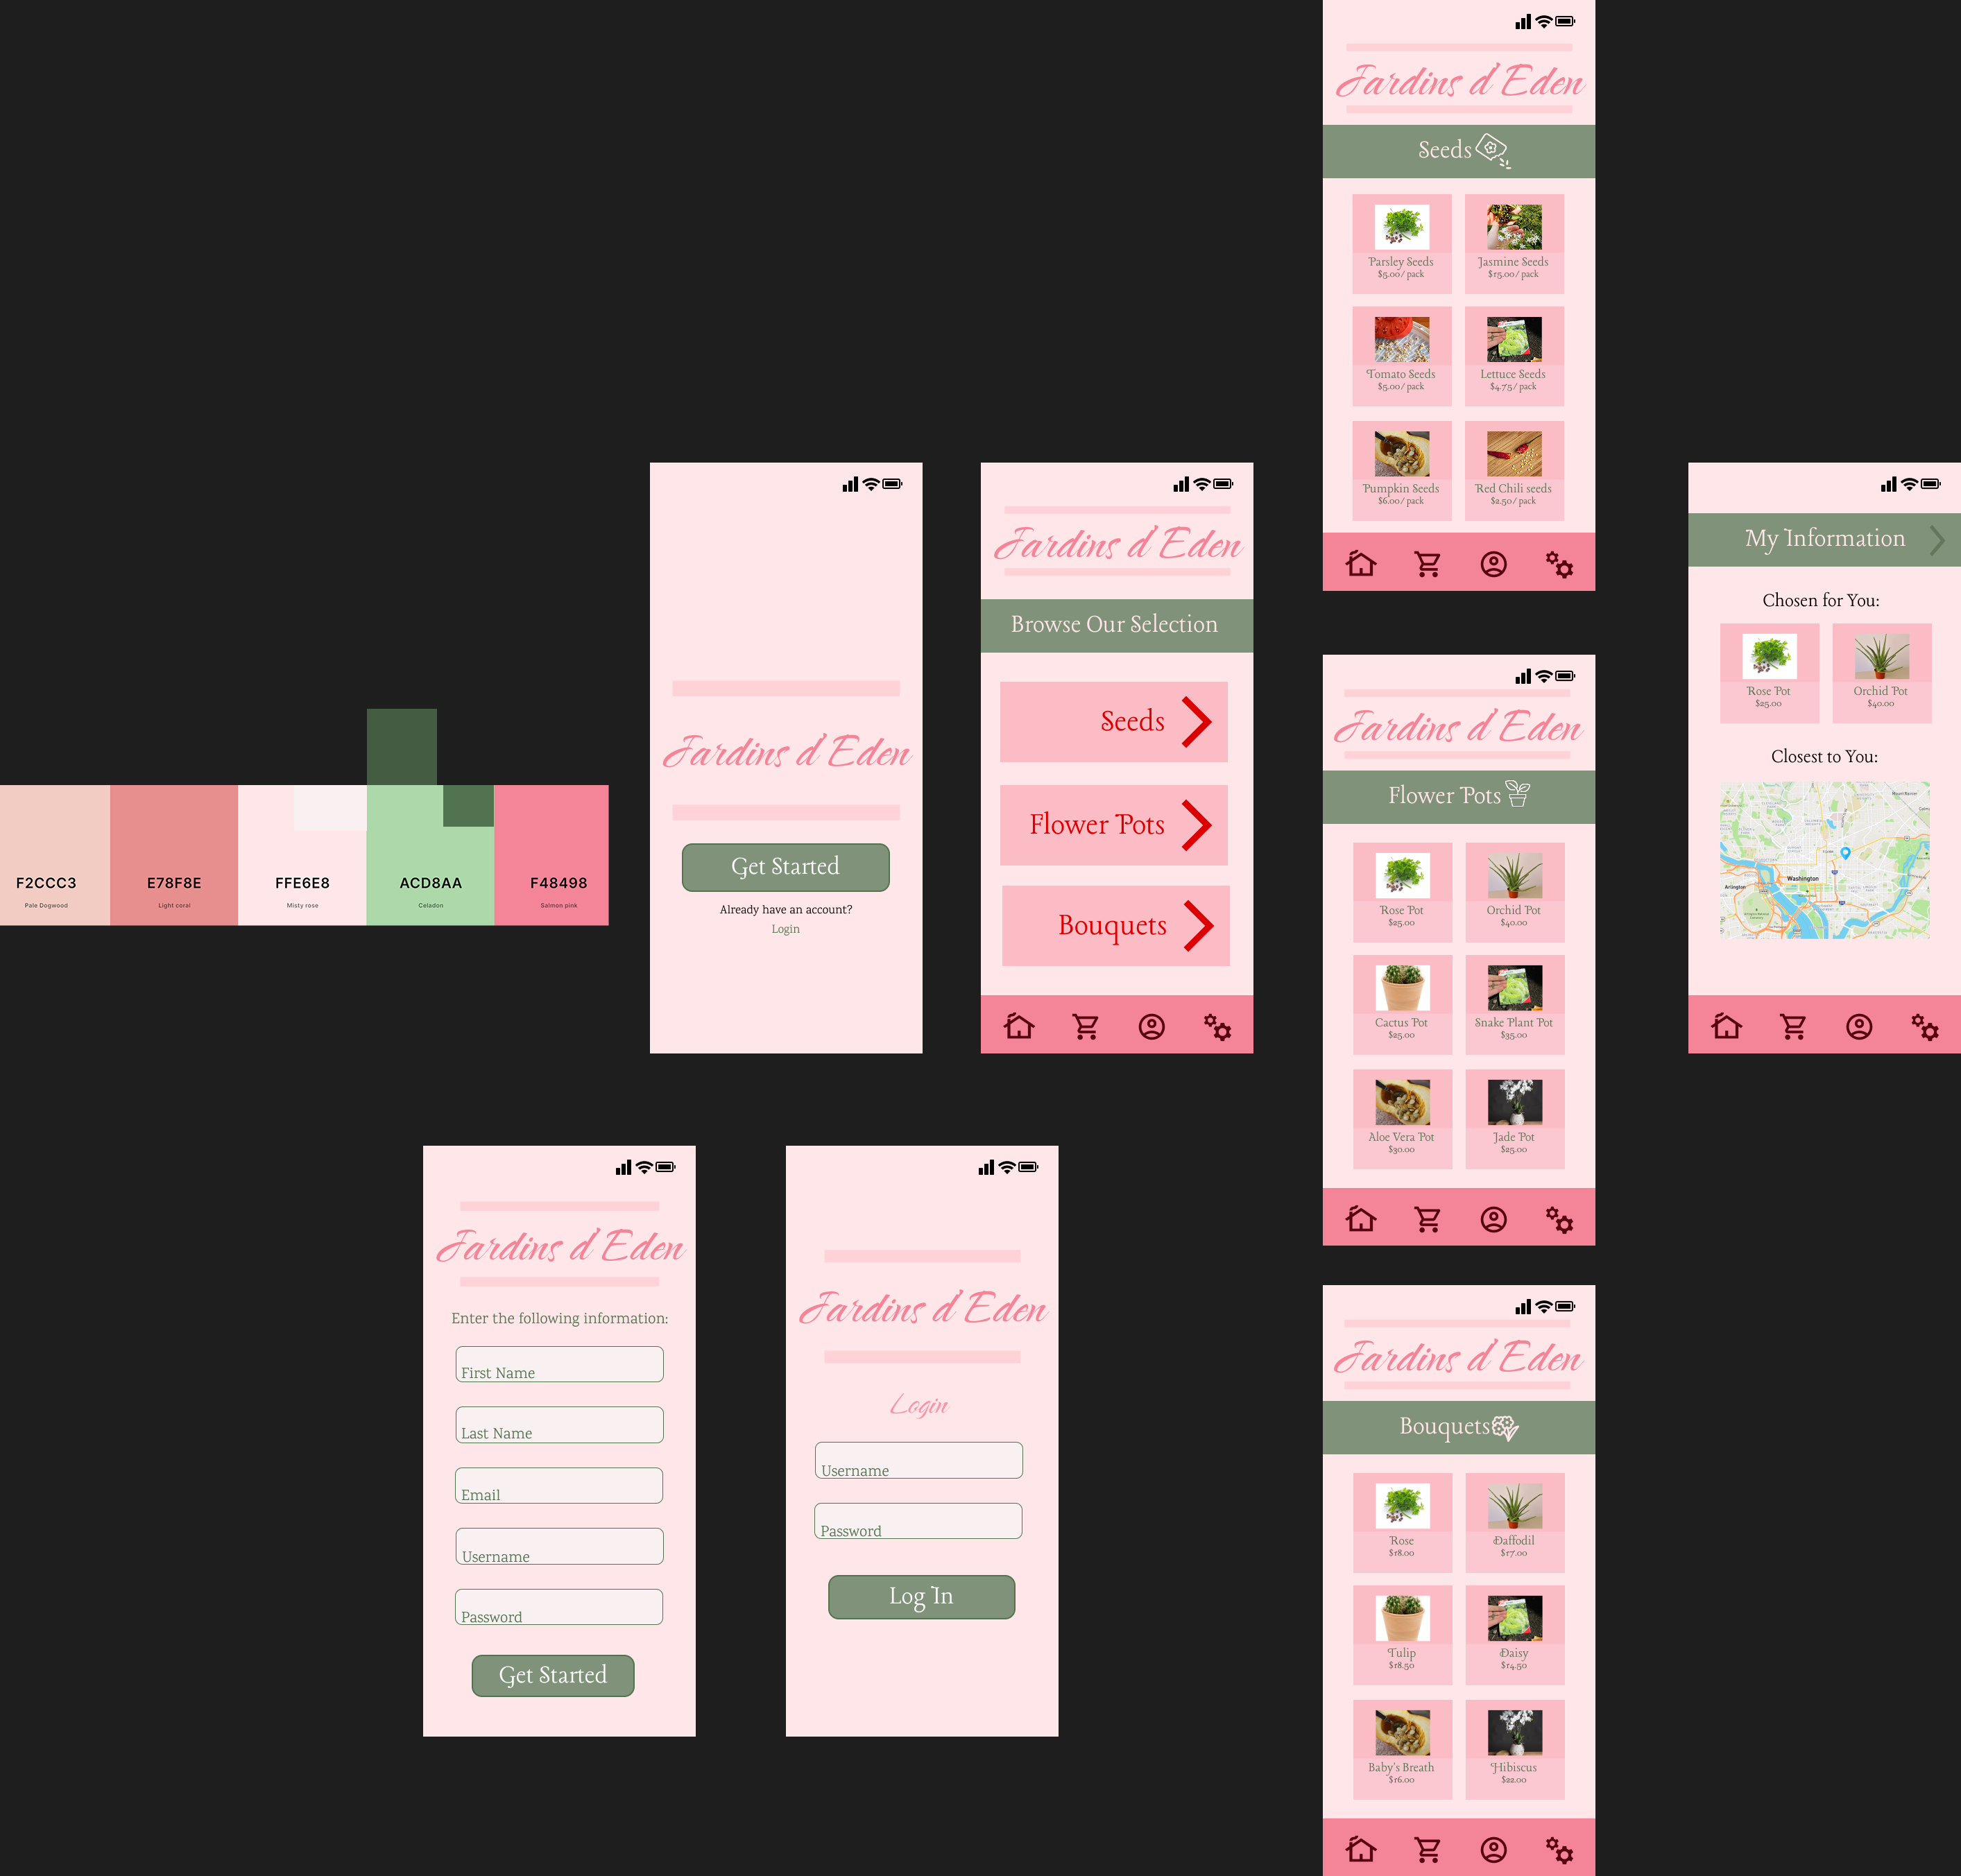 F2CCC3
Pale Dogwood
E78F8E
Light coral
FFE6E8
Misty rose
ACD8AA
Celadon
F48498
Salmon pink
Jardins d'Eden
Get Started
Already have an account?
Login
Jardins d'Eden
Browse Our Selection
Seeds
Flower Pots
Bouquets
Jardins d'Eden
Enter the following information:
First Name
Last Name
Email
Username
Password
Get Started
Jardins d'Eden
Login
Username
Password
Log In
Jardins d'Eden
Seeds
Parsley Seeds
$5.00/ pack
Jasmine Seeds
$15.00/ pack
Tomato Seeds
$5.00/ pack
Lettuce Seeds
$4.75/ pack
Pumpkin Seeds
$6.00/ pack
Red Chili seeds
$2.50/ pack
Jardins d'Eden
Flower Pots
Rose Pot
$25.00
Orchid Pot
$40.00
Cactus Pot
$25.00
Snake Plant Pot
$35.00
Aloe Vera Pot
$30.00
Jade Pot
$25.00
Jardins d'Eden
Bouquets
Rose
$18.00
Daffodil
$17.00
Tulip
$18.50
Daisy
$14.50
Baby's Breath
$16.00
Hibiscus
$22.00
My Information
Chosen for You:
Rose Pot
$25.00
Orchid Pot
$40.00
Closest to You:
Mount Rainier
Washington
Arlington